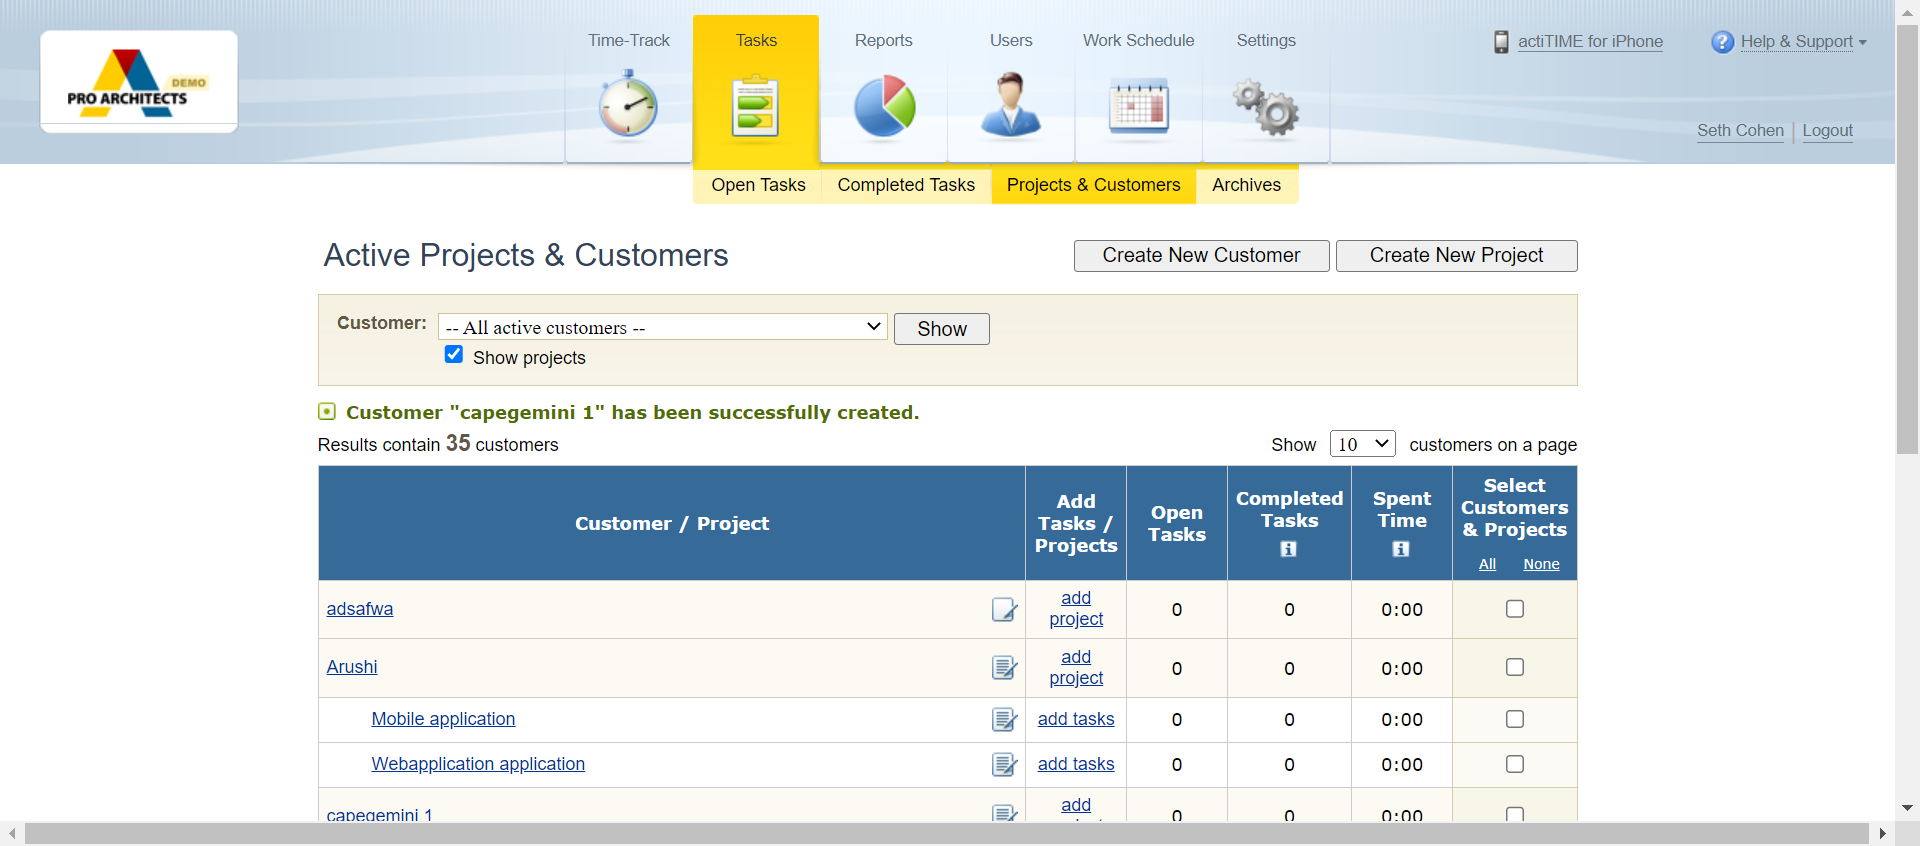 Time-Track
Tasks
Reports
Users
Work Schedule
Settings
actiTIME for iPhone
Help & Support
DEMO
PRO ARCHITECTS
Seth Cohen
Logout
Open Tasks
Completed Tasks
Projects & Customers
Archives
Active Projects & Customers
Create New Customer
Create New Project
Customer:
-- All active customers --
Show
Show projects
Customer "capegemini 1" has been successfully created.
Results contain 35 customers
Show 10 customers on a page
Customer / Project
Add
Tasks /
Projects
Open
Tasks
Completed
Tasks
Spent
Time
Select
Customers
& Projects
All None
adsafwa
add
project
0 0 0:00
Arushi
add
project
0 0 0:00
Mobile application add tasks 0 0 0:00
Webapplication application add tasks 0 0 0:00
capegemini 1
add
0 0 0:00